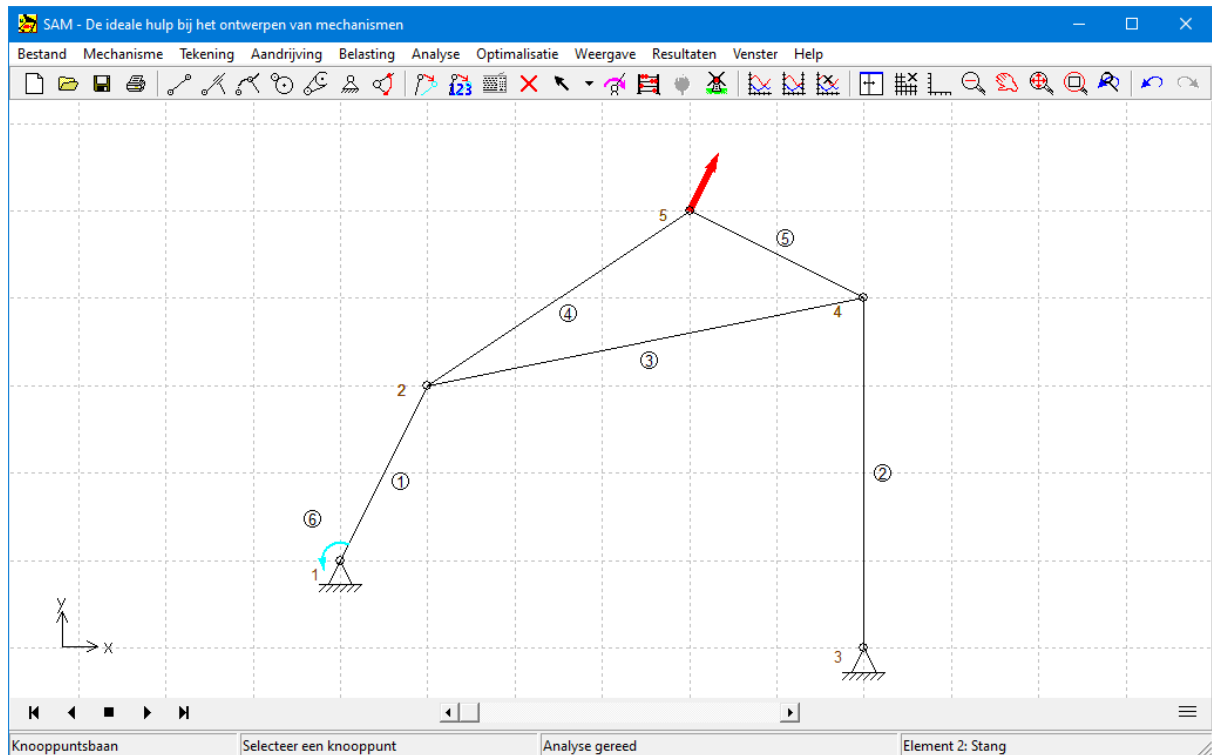 SAM - De ideale hulp bij het ontwerpen van mechanismen
Bestand Mechanisme Tekening Aandrijving Belasting Analyse Optimalisatie Weergave Resultaten Venster Help
123
5
5
4
4
3
2
2
1
6
1
y
x
3
Knooppuntsbaan Selecteer een knooppunt Analyse gereed Element 2: Stang